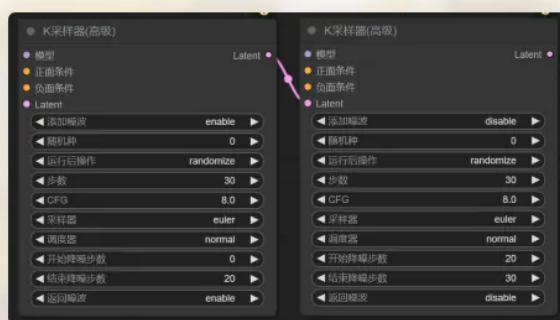 K采样器(高级)
模型 Latent
正面条件
负面条件
Latent
添加噪波 enable
随机种 0
运行后操作 randomize
步数 30
CFG 8.0
采样器 euler
调度器 normal
开始降噪步数 0
结束降噪步数 20
返回噪波 enable
K采样器(高级)
模型 Latent
正面条件
负面条件
Latent
添加噪波 disable
随机种 0
运行后操作 randomize
步数 30
CFG 8.0
采样器 euler
调度器 normal
开始降噪步数 20
结束降噪步数 30
返回噪波 disable